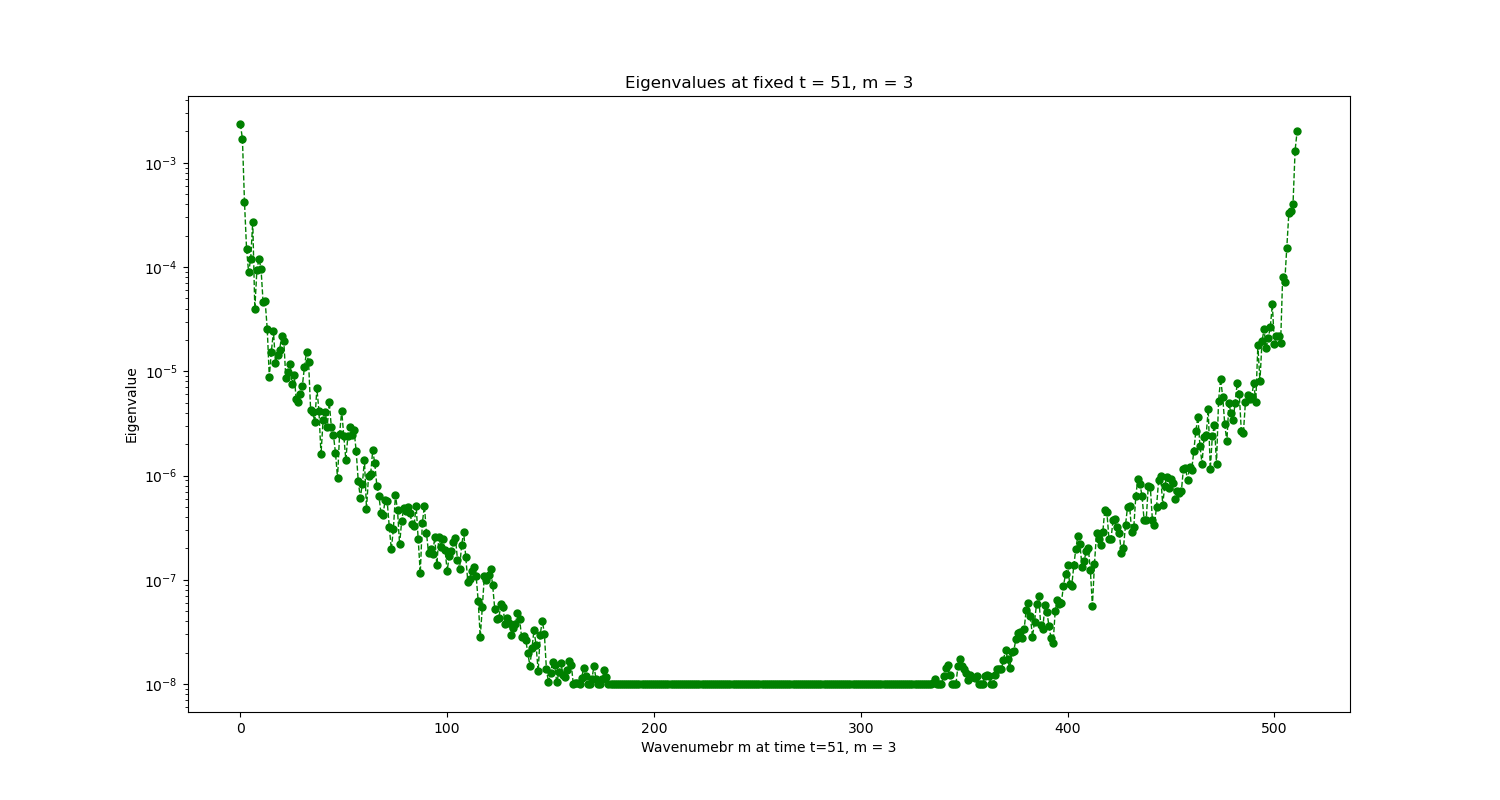 Eigenvalues at fixed t = 51, m = 3
10⁻³
10⁻⁴
10⁻⁵
10⁻⁶
10⁻⁷
10⁻⁸
Eigenvalue
0 100 200 300 400 500
Wavenumebr m at time t=51, m = 3